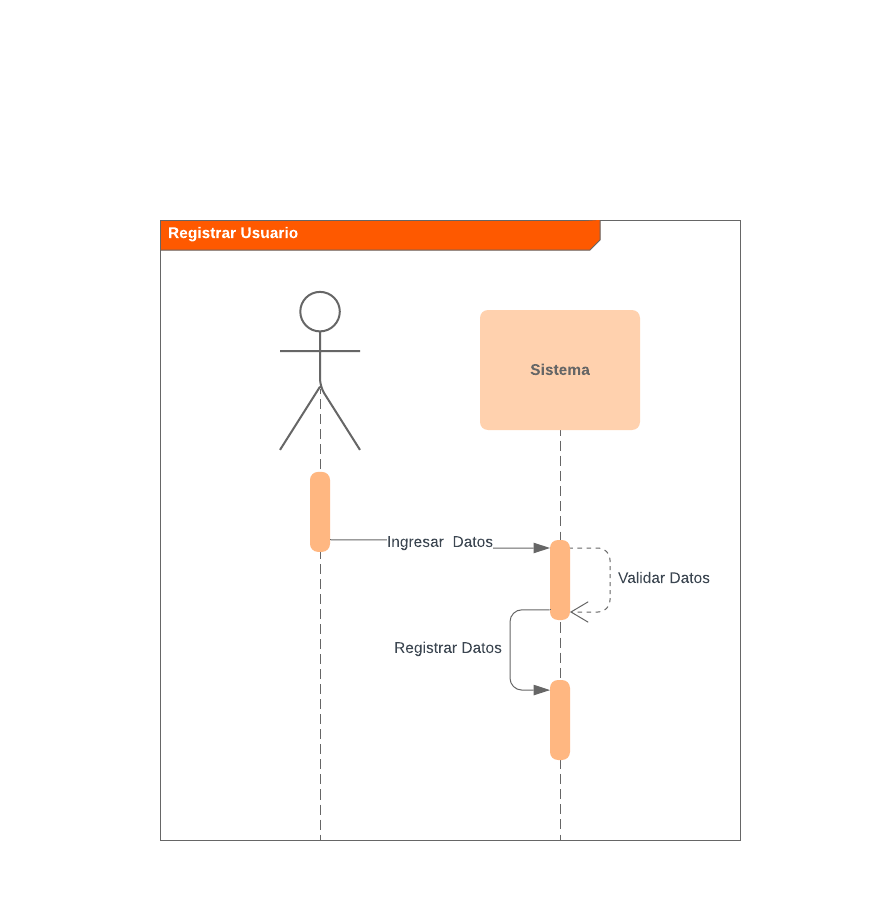 Registrar Usuario
Sistema
Ingresar  Datos
Validar Datos
Registrar Datos